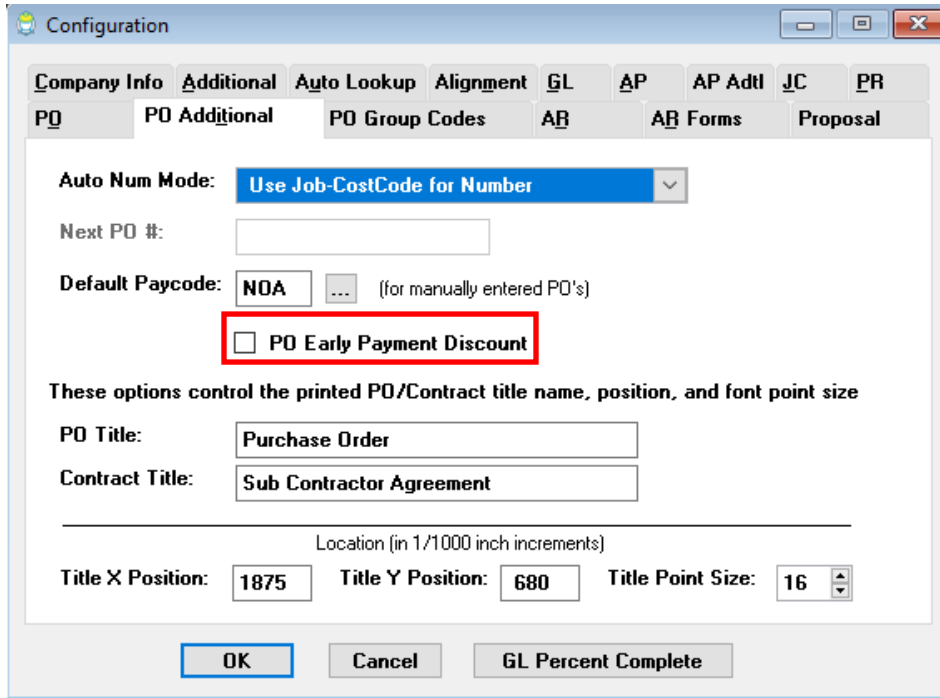 Configuration
Company Info Additional Auto Lookup Alignment GL AP AP Adtl JC PR
PO PO Additional PO Group Codes AR AR Forms Proposal
Auto Num Mode: Use Job-CostCode for Number
Next PO #:
Default Paycode: NOA ... (for manually entered PO's)
PO Early Payment Discount
These options control the printed PO/Contract title name, position, and font point size
PO Title: Purchase Order
Contract Title: Sub Contractor Agreement
Location (in 1/1000 inch increments)
Title X Position: 1875 Title Y Position: 680 Title Point Size: 16
OK Cancel GL Percent Complete